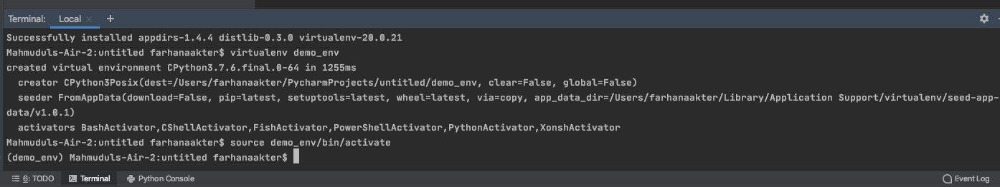 Terminal: Local × +
Successfully installed appdirs-1.4.4 distlib-0.3.0 virtualenv-20.0.21
Mahmuduls-Air-2:untitled farhanaakter$ virtualenv demo_env
created virtual environment CPython3.7.6.final.0-64 in 1255ms
  creator CPython3Posix(dest=/Users/farhanaakter/PycharmProjects/untitled/demo_env, clear=False, global=False)
  seeder FromAppData(download=False, pip=latest, setuptools=latest, wheel=latest, via=copy, app_data_dir=/Users/farhanaakter/Library/Application Support/virtualenv/seed-app-
data/v1.0.1)
  activators BashActivator,CShellActivator,FishActivator,PowerShellActivator,PythonActivator,XonshActivator
Mahmuduls-Air-2:untitled farhanaakter$ source demo_env/bin/activate
(demo_env) Mahmuduls-Air-2:untitled farhanaakter$
6: TODO Terminal Python Console Event Log